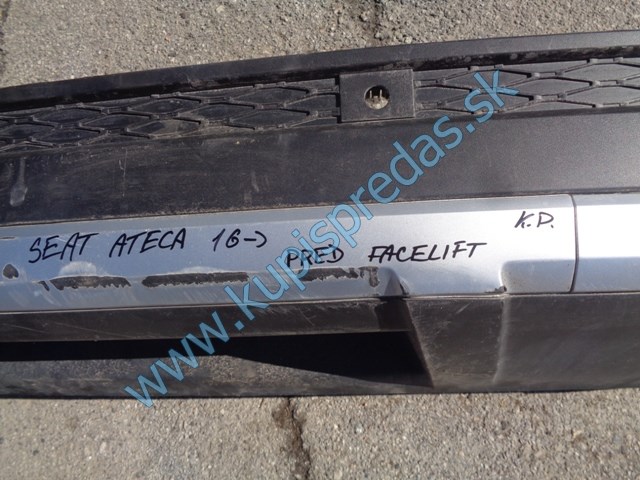 K.D.
SEAT ATECA 16-> PRED FACELIFT
www.kupispredas.sk